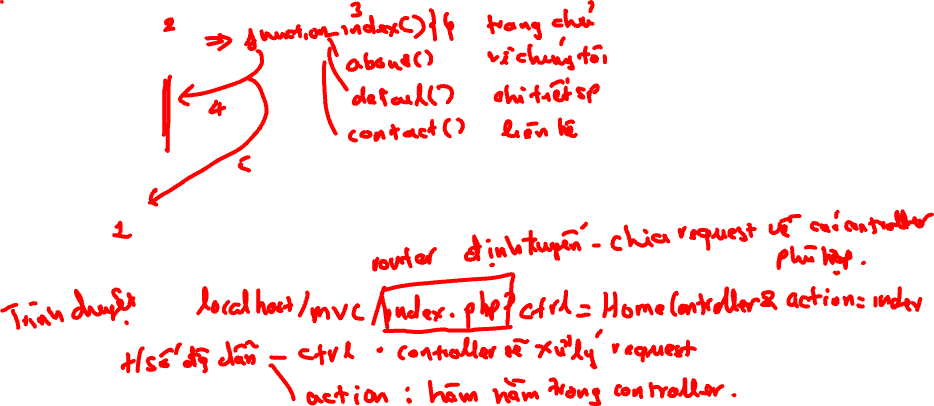 2 ⇒ function index() { } trang chủ
3
about() về chúng tôi
4 detail() chi tiết sp
contact() liên hệ
1
router định tuyến - chia request về các controller
phù hợp.
Trình duyệt localhost/mvc/index.php?ctrl=HomeController&action=index
t/số đg dẫn - ctrl : controller sẽ xử lý request
action : hàm nằm trong controller.